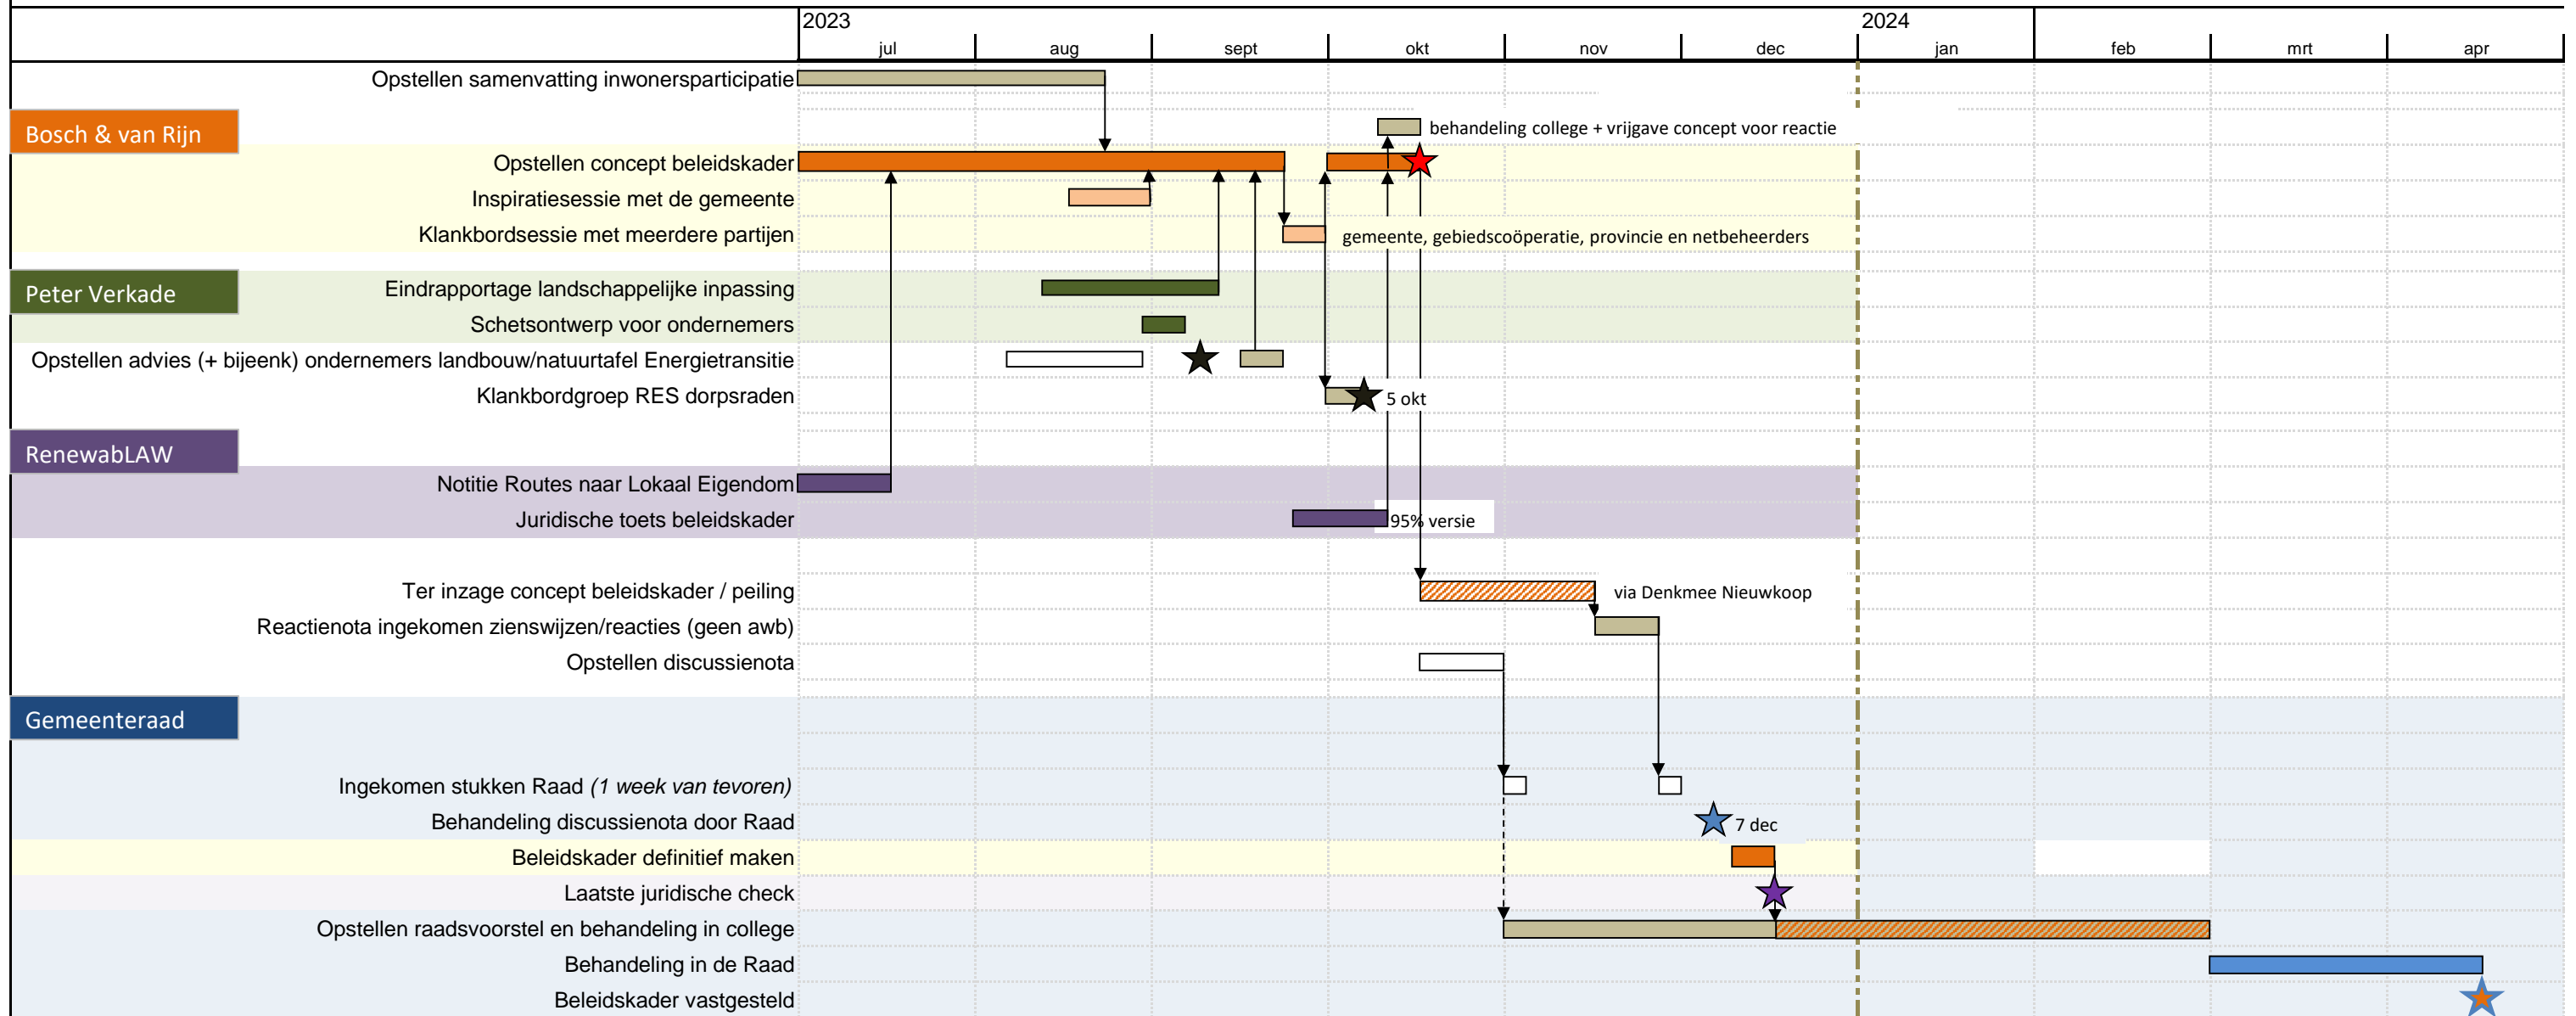 2023 2024
jul aug sept okt nov dec jan feb mrt apr
Opstellen samenvatting inwonersparticipatie
Bosch & van Rijn
behandeling college + vrijgave concept voor reactie
Opstellen concept beleidskader
Inspiratiesessie met de gemeente
Klankbordsessie met meerdere partijen gemeente, gebiedscoöperatie, provincie en netbeheerders
Peter Verkade
Eindrapportage landschappelijke inpassing
Schetsontwerp voor ondernemers
Opstellen advies (+ bijeenk) ondernemers landbouw/natuurtafel Energietransitie
Klankbordgroep RES dorpsraden 5 okt
RenewabLAW
Notitie Routes naar Lokaal Eigendom
Juridische toets beleidskader 95% versie
Ter inzage concept beleidskader / peiling via Denkmee Nieuwkoop
Reactienota ingekomen zienswijzen/reacties (geen awb)
Opstellen discussienota
Gemeenteraad
Ingekomen stukken Raad (1 week van tevoren)
Behandeling discussienota door Raad 7 dec
Beleidskader definitief maken
Laatste juridische check
Opstellen raadsvoorstel en behandeling in college
Behandeling in de Raad
Beleidskader vastgesteld